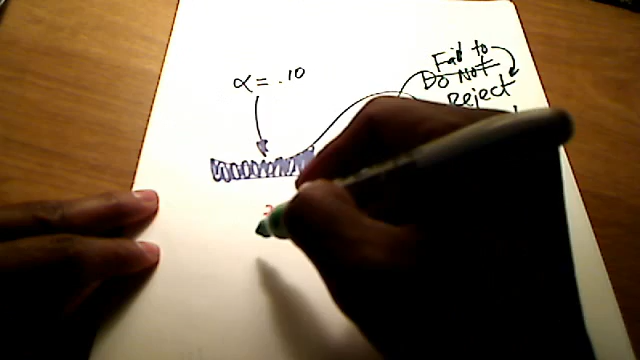 α = .10
Fail to
Do Not
Reject